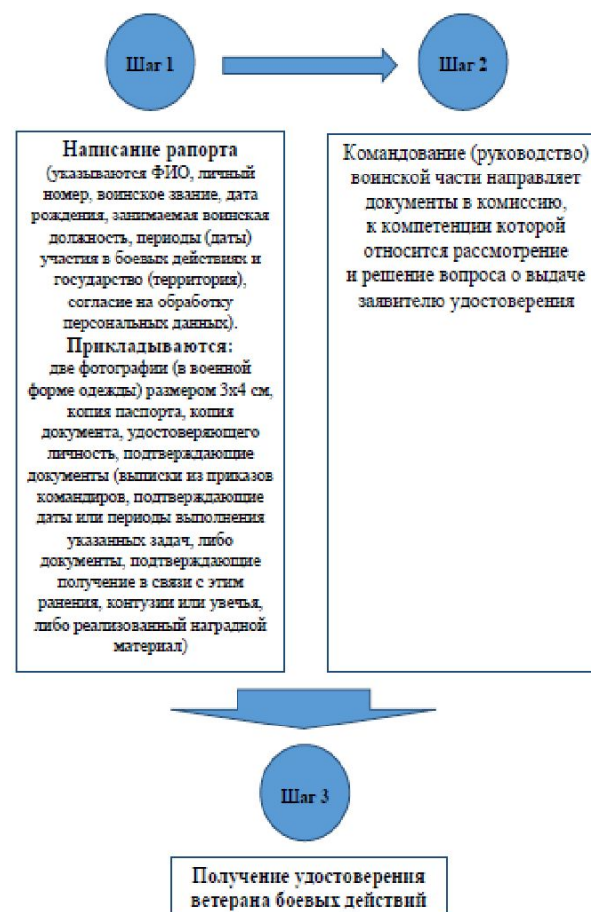 Шаг 1
Шаг 2
Написание рапорта
(указываются ФИО, личный
номер, воинское звание, дата
рождения, занимаемая воинская
должность, периоды (даты)
участия в боевых действиях и
государство (территория),
согласие на обработку
персональных данных).
Прикладываются:
две фотографии (в военной
форме одежды) размером 3х4 см,
копия паспорта, копия
документа, удостоверяющего
личность, подтверждающие
документы (выписки из приказов
командиров, подтверждающие
даты или периоды выполнения
указанных задач, либо
документы, подтверждающие
получение в связи с этим
ранения, контузии или увечья,
либо реализованный наградной
материал)
Командование (руководство)
воинской части направляет
документы в комиссию,
к компетенции которой
относится рассмотрение
и решение вопроса о выдаче
заявителю удостоверения
Шаг 3
Получение удостоверения
ветерана боевых действий